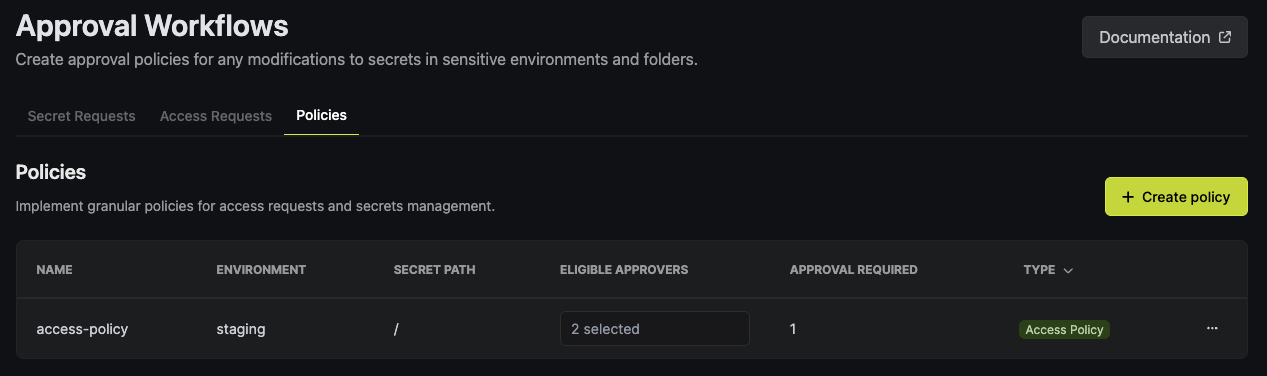 Approval Workflows
Create approval policies for any modifications to secrets in sensitive environments and folders.
Documentation
Secret Requests Access Requests Policies
Policies
Implement granular policies for access requests and secrets management.
+ Create policy
NAME ENVIRONMENT SECRET PATH ELIGIBLE APPROVERS APPROVAL REQUIRED TYPE
access-policy staging / 2 selected 1 Access Policy ...